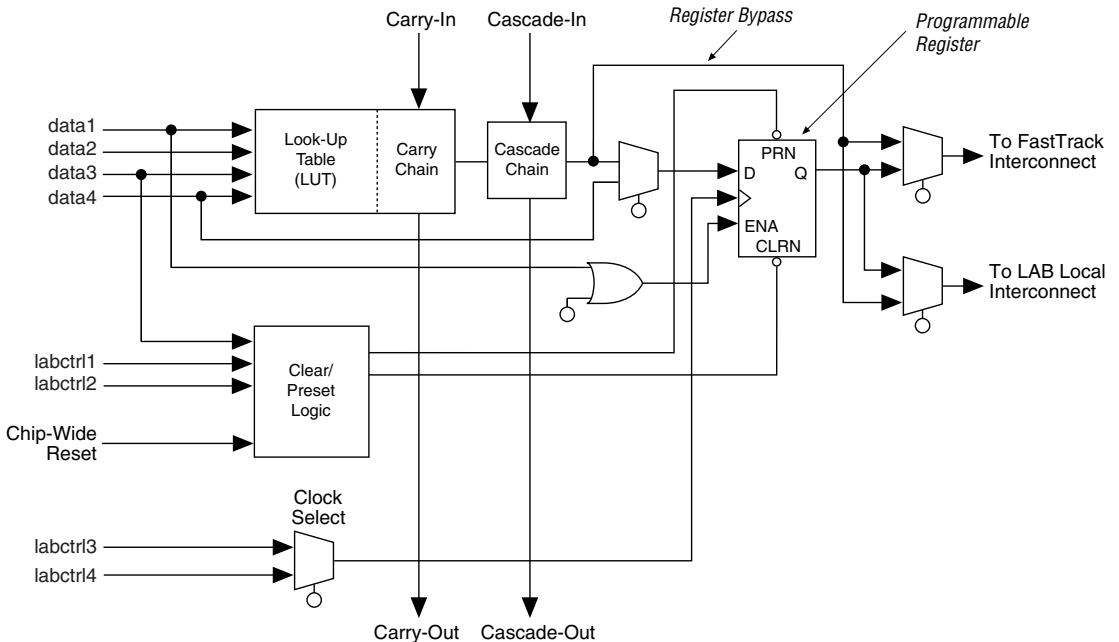 Carry-In
Cascade-In
Register Bypass
Programmable
Register
data1
data2
data3
data4
Look-Up
Table
(LUT)
Carry
Chain
Cascade
Chain
PRN
D
Q
ENA
CLRN
To FastTrack
Interconnect
To LAB Local
Interconnect
labctrl1
labctrl2
Clear/
Preset
Logic
Chip-Wide
Reset
Clock
Select
labctrl3
labctrl4
Carry-Out
Cascade-Out